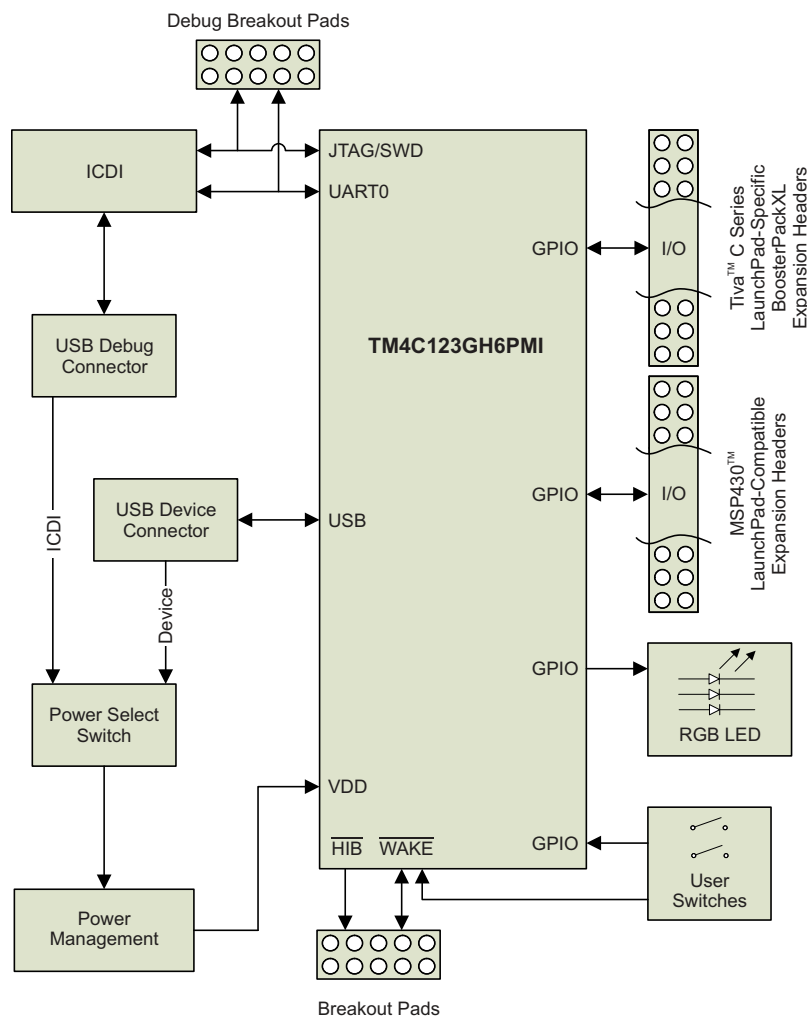 Debug Breakout Pads
ICDI
JTAG/SWD
UART0
GPIO
I/O
Tiva™ C Series
LaunchPad-Specific
BoosterPackXL
Expansion Headers
USB Debug
Connector
TM4C123GH6PMI
GPIO
I/O
MSP430™
LaunchPad-Compatible
Expansion Headers
USB Device
Connector
USB
ICDI
Device
GPIO
RGB LED
Power Select
Switch
VDD
HIB
WAKE
GPIO
User
Switches
Power
Management
Breakout Pads